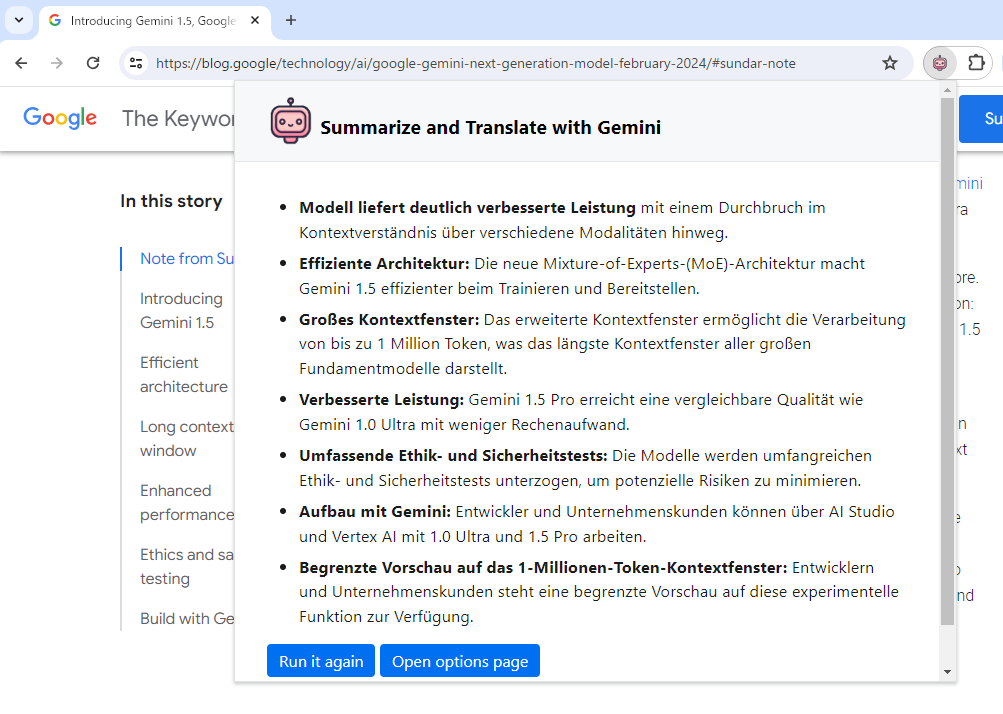 Introducing Gemini 1.5, Google
https://blog.google/technology/ai/google-gemini-next-generation-model-february-2024/#sundar-note
Google The Keywor
Su
Summarize and Translate with Gemini
In this story
Note from Su
Introducing
Gemini 1.5
Efficient
architecture
Long context
window
Enhanced
performance
Ethics and sa
testing
Build with Ge
Modell liefert deutlich verbesserte Leistung mit einem Durchbruch im
Kontextverständnis über verschiedene Modalitäten hinweg.
Effiziente Architektur: Die neue Mixture-of-Experts-(MoE)-Architektur macht
Gemini 1.5 effizienter beim Trainieren und Bereitstellen.
Großes Kontextfenster: Das erweiterte Kontextfenster ermöglicht die Verarbeitung
von bis zu 1 Million Token, was das längste Kontextfenster aller großen
Fundamentmodelle darstellt.
Verbesserte Leistung: Gemini 1.5 Pro erreicht eine vergleichbare Qualität wie
Gemini 1.0 Ultra mit weniger Rechenaufwand.
Umfassende Ethik- und Sicherheitstests: Die Modelle werden umfangreichen
Ethik- und Sicherheitstests unterzogen, um potenzielle Risiken zu minimieren.
Aufbau mit Gemini: Entwickler und Unternehmenskunden können über AI Studio
und Vertex AI mit 1.0 Ultra und 1.5 Pro arbeiten.
Begrenzte Vorschau auf das 1-Millionen-Token-Kontextfenster: Entwicklern
und Unternehmenskunden steht eine begrenzte Vorschau auf diese experimentelle
Funktion zur Verfügung.
Run it again
Open options page
mini
ra
ore.
on:
1.5
n
xt
e
nd